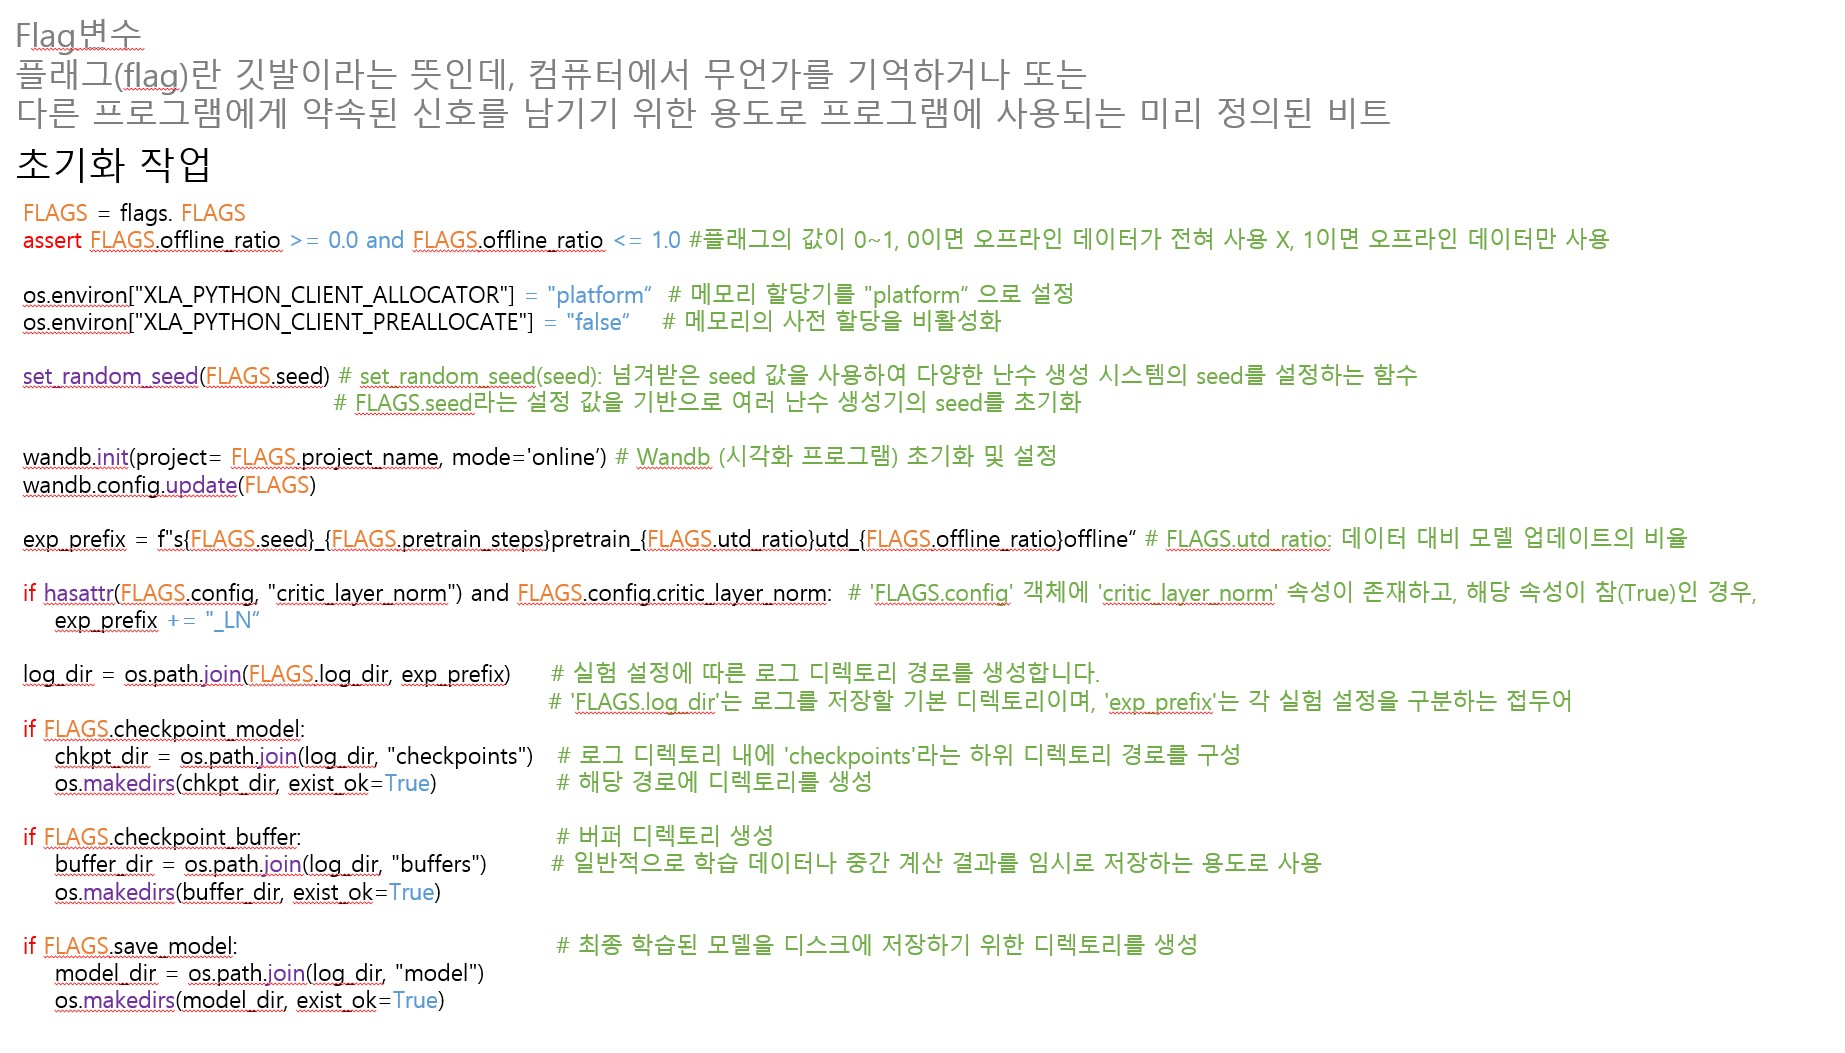 Flag변수
플래그(flag)란 깃발이라는 뜻인데, 컴퓨터에서 무언가를 기억하거나 또는
다른 프로그램에게 약속된 신호를 남기기 위한 용도로 프로그램에 사용되는 미리 정의된 비트
초기화 작업
FLAGS = flags. FLAGS
assert FLAGS.offline_ratio >= 0.0 and FLAGS.offline_ratio <= 1.0 #플래그의 값이 0~1, 0이면 오프라인 데이터가 전혀 사용 X, 1이면 오프라인 데이터만 사용
os.environ["XLA_PYTHON_CLIENT_ALLOCATOR"] = "platform“ # 메모리 할당기를 "platform“ 으로 설정
os.environ["XLA_PYTHON_CLIENT_PREALLOCATE"] = "false“ # 메모리의 사전 할당을 비활성화
set_random_seed(FLAGS.seed) # set_random_seed(seed): 넘겨받은 seed 값을 사용하여 다양한 난수 생성 시스템의 seed를 설정하는 함수
# FLAGS.seed라는 설정 값을 기반으로 여러 난수 생성기의 seed를 초기화
wandb.init(project= FLAGS.project_name, mode='online’) # Wandb (시각화 프로그램) 초기화 및 설정
wandb.config.update(FLAGS)
exp_prefix = f"s{FLAGS.seed}_{FLAGS.pretrain_steps}pretrain_{FLAGS.utd_ratio}utd_{FLAGS.offline_ratio}offline“ # FLAGS.utd_ratio: 데이터 대비 모델 업데이트의 비율
if hasattr(FLAGS.config, "critic_layer_norm") and FLAGS.config.critic_layer_norm: # 'FLAGS.config' 객체에 'critic_layer_norm' 속성이 존재하고, 해당 속성이 참(True)인 경우,
exp_prefix += "_LN“
log_dir = os.path.join(FLAGS.log_dir, exp_prefix) # 실험 설정에 따른 로그 디렉토리 경로를 생성합니다.
# 'FLAGS.log_dir'는 로그를 저장할 기본 디렉토리이며, 'exp_prefix'는 각 실험 설정을 구분하는 접두어
if FLAGS.checkpoint_model:
chkpt_dir = os.path.join(log_dir, "checkpoints") # 로그 디렉토리 내에 'checkpoints'라는 하위 디렉토리 경로를 구성
os.makedirs(chkpt_dir, exist_ok=True) # 해당 경로에 디렉토리를 생성
if FLAGS.checkpoint_buffer: # 버퍼 디렉토리 생성
buffer_dir = os.path.join(log_dir, "buffers") # 일반적으로 학습 데이터나 중간 계산 결과를 임시로 저장하는 용도로 사용
os.makedirs(buffer_dir, exist_ok=True)
if FLAGS.save_model: # 최종 학습된 모델을 디스크에 저장하기 위한 디렉토리를 생성
model_dir = os.path.join(log_dir, "model")
os.makedirs(model_dir, exist_ok=True)